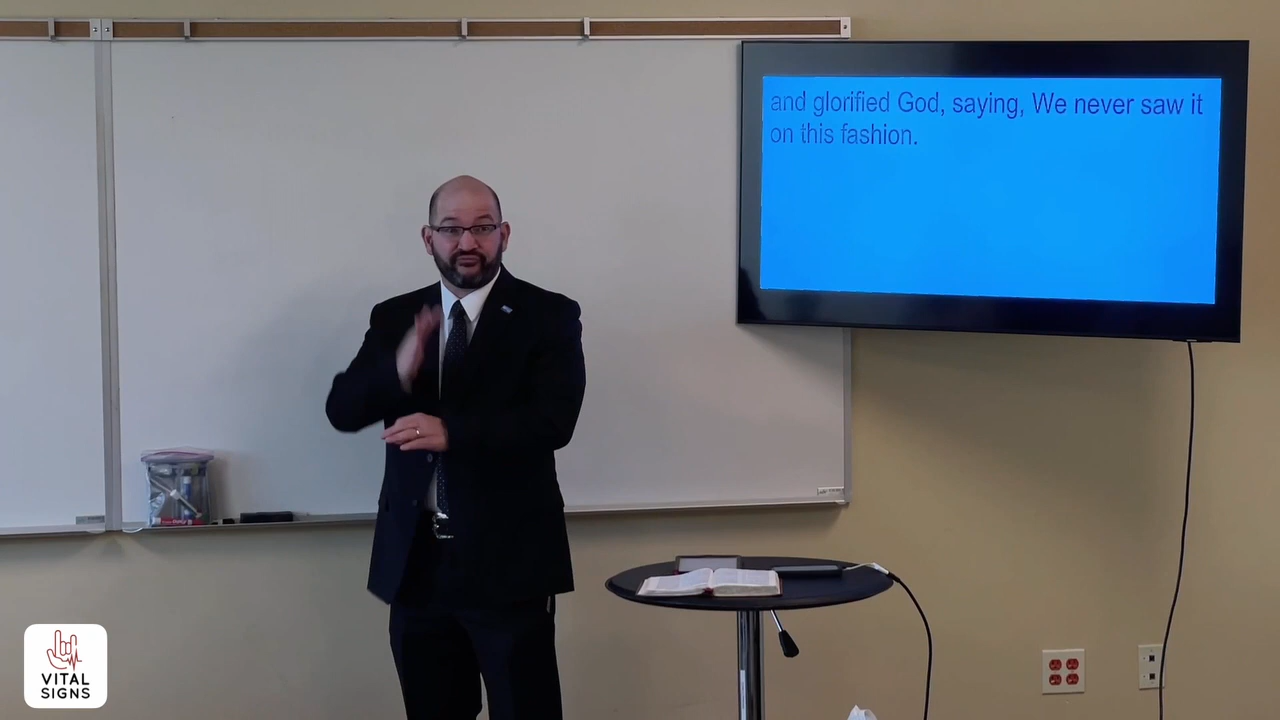 and glorified God, saying, We never saw it
on this fashion.
VITAL
SIGNS